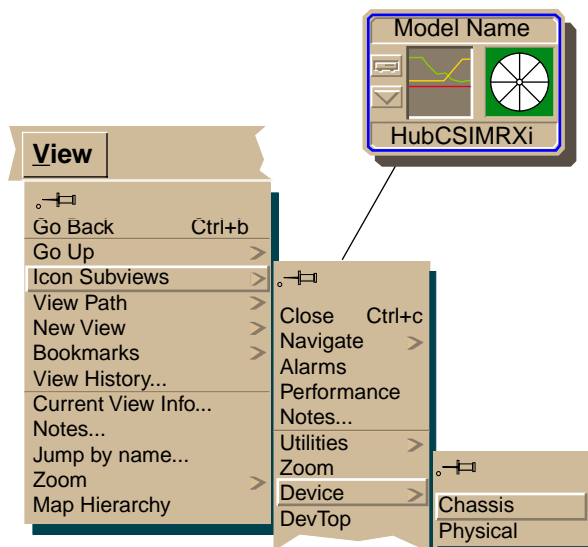 Model Name
HubCSIMRXi
View
Go Back Ctrl+b
Go Up
Icon Subviews
View Path
New View
Bookmarks
View History...
Current View Info...
Notes...
Jump by name...
Zoom
Map Hierarchy
Close Ctrl+c
Navigate
Alarms
Performance
Notes...
Utilities
Zoom
Device
DevTop
Chassis
Physical